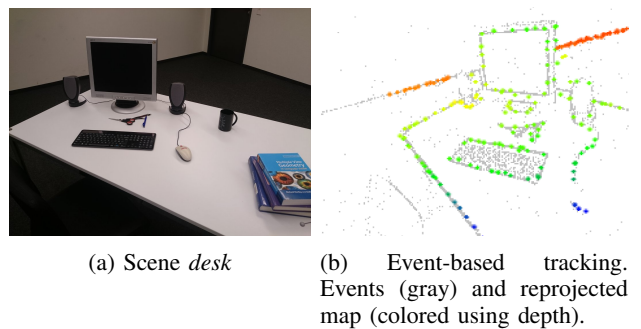 (a) Scene desk
(b) Event-based tracking.
Events (gray) and reprojected
map (colored using depth).